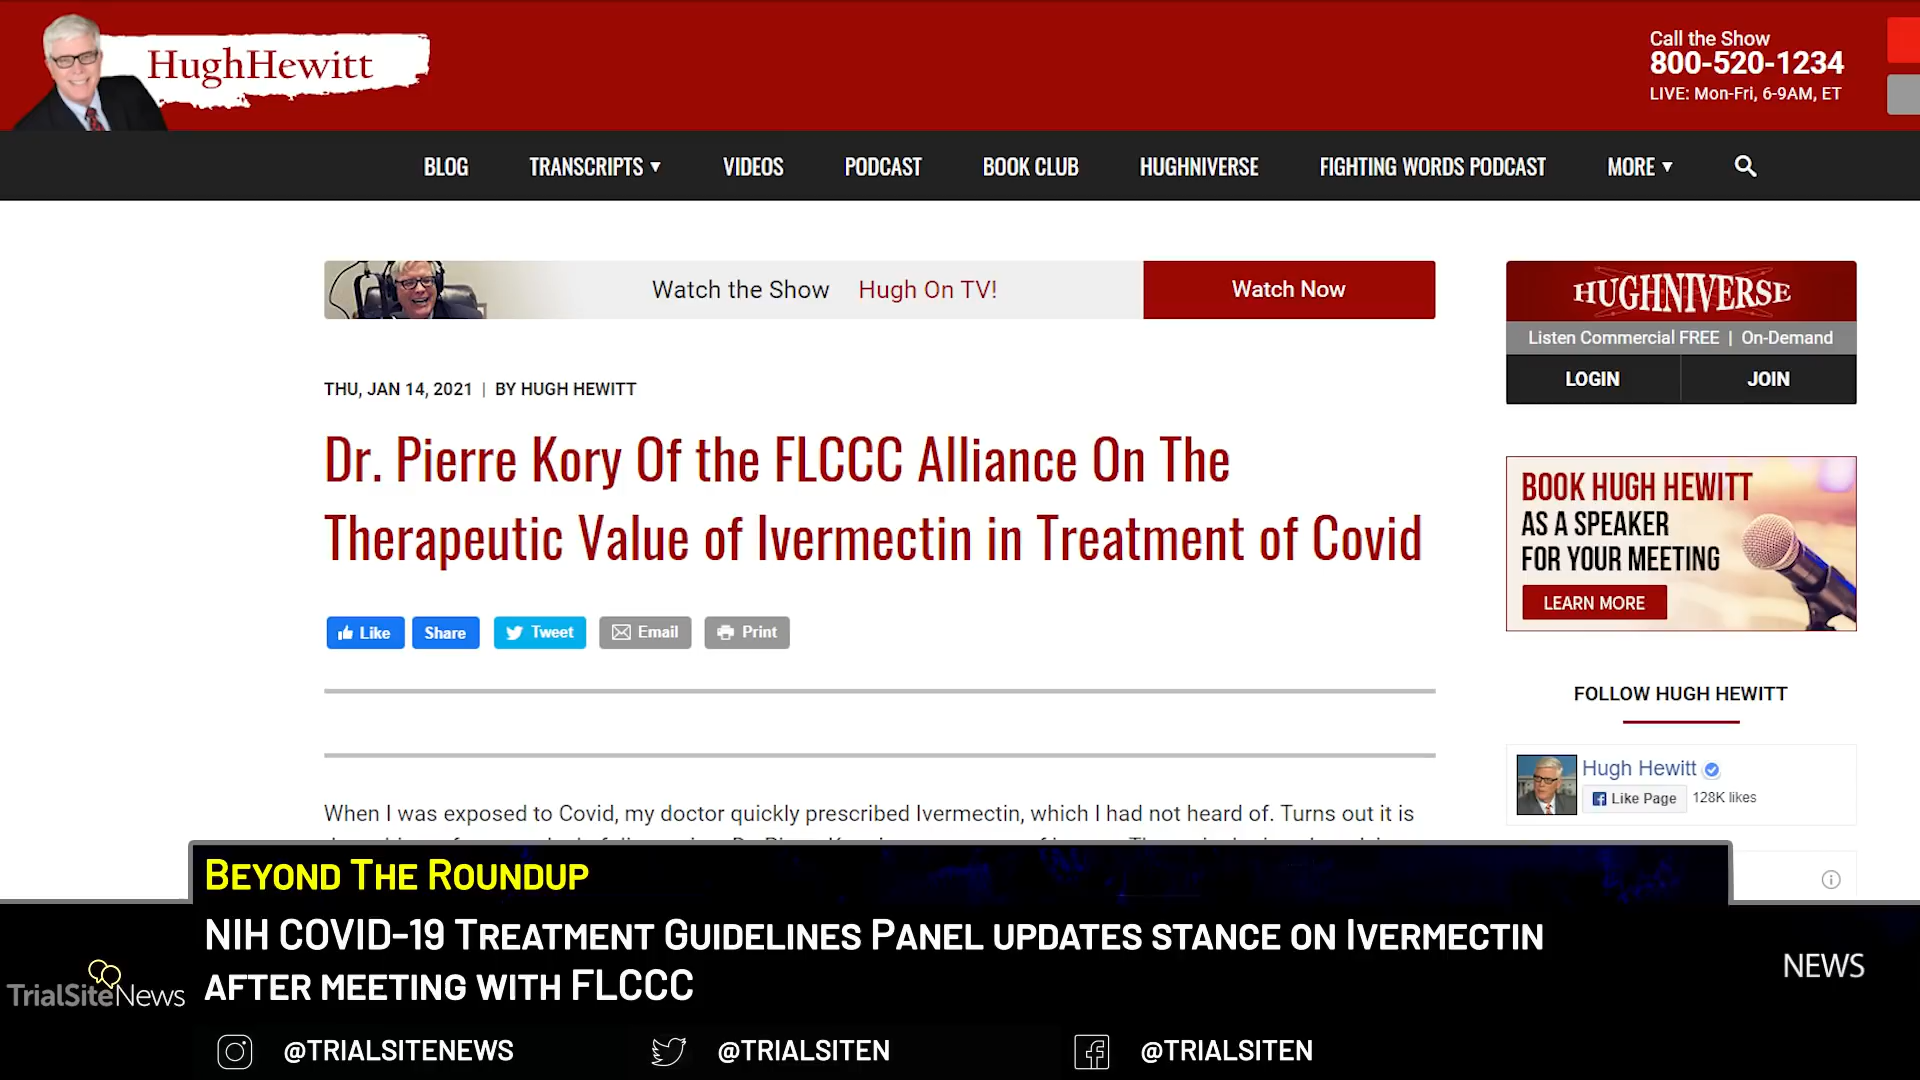 HughHewitt
Call the Show
800-520-1234
LIVE: Mon-Fri, 6-9AM, ET
BLOG TRANSCRIPTS VIDEOS PODCAST BOOK CLUB HUGHNIVERSE FIGHTING WORDS PODCAST MORE
Watch the Show Hugh On TV! Watch Now
HUGHNIVERSE
Listen Commercial FREE | On-Demand
LOGIN JOIN
THU, JAN 14, 2021 | BY HUGH HEWITT
Dr. Pierre Kory Of the FLCCC Alliance On The
Therapeutic Value of Ivermectin in Treatment of Covid
Like Share Tweet Email Print
BOOK HUGH HEWITT
AS A SPEAKER
FOR YOUR MEETING
LEARN MORE
FOLLOW HUGH HEWITT
Hugh Hewitt
Like Page 128K likes
When I was exposed to Covid, my doctor quickly prescribed Ivermectin, which I had not heard of. Turns out it is
BEYOND THE ROUNDUP
NIH COVID-19 TREATMENT GUIDELINES PANEL UPDATES STANCE ON IVERMECTIN
AFTER MEETING WITH FLCCC
TrialSiteNews
NEWS
@TRIALSITENEWS @TRIALSITEN @TRIALSITEN